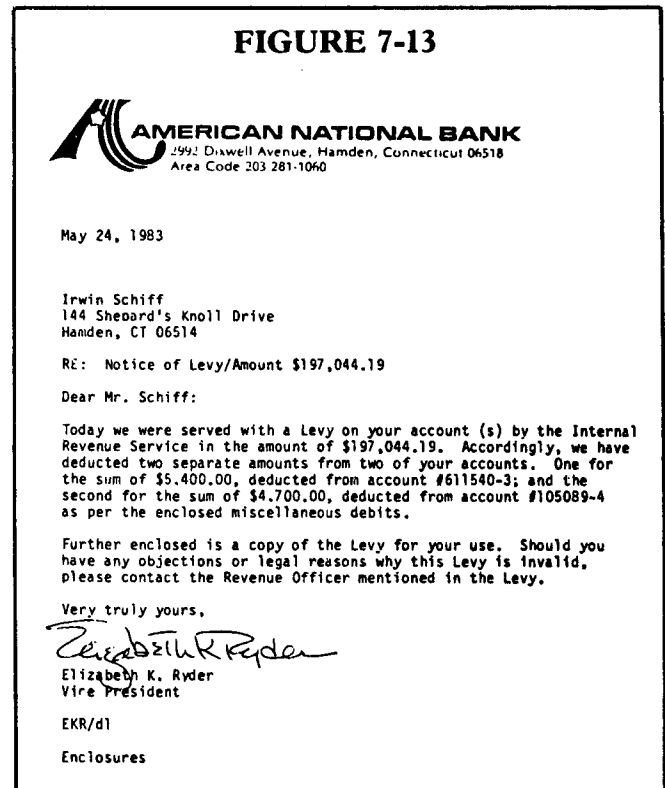 FIGURE 7-13
AMERICAN NATIONAL BANK
2992 Dixwell Avenue, Hamden, Connecticut 06518
Area Code 203 281-1060
May 24, 1983
Irwin Schiff
144 Shepard's Knoll Drive
Hamden, CT 06514
RE: Notice of Levy/Amount $197,044.19
Dear Mr. Schiff:
Today we were served with a Levy on your account (s) by the Internal
Revenue Service in the amount of $197,044.19. Accordingly, we have
deducted two separate amounts from two of your accounts. One for
the sum of $5,400.00, deducted from account #611540-3; and the
second for the sum of $4,700.00, deducted from account #105089-4
as per the enclosed miscellaneous debits.
Further enclosed is a copy of the Levy for your use. Should you
have any objections or legal reasons why this Levy is invalid,
please contact the Revenue Officer mentioned in the Levy.
Very truly yours,
Elizabeth K Ryder
Elizabeth K. Ryder
Vice President
EKR/dl
Enclosures